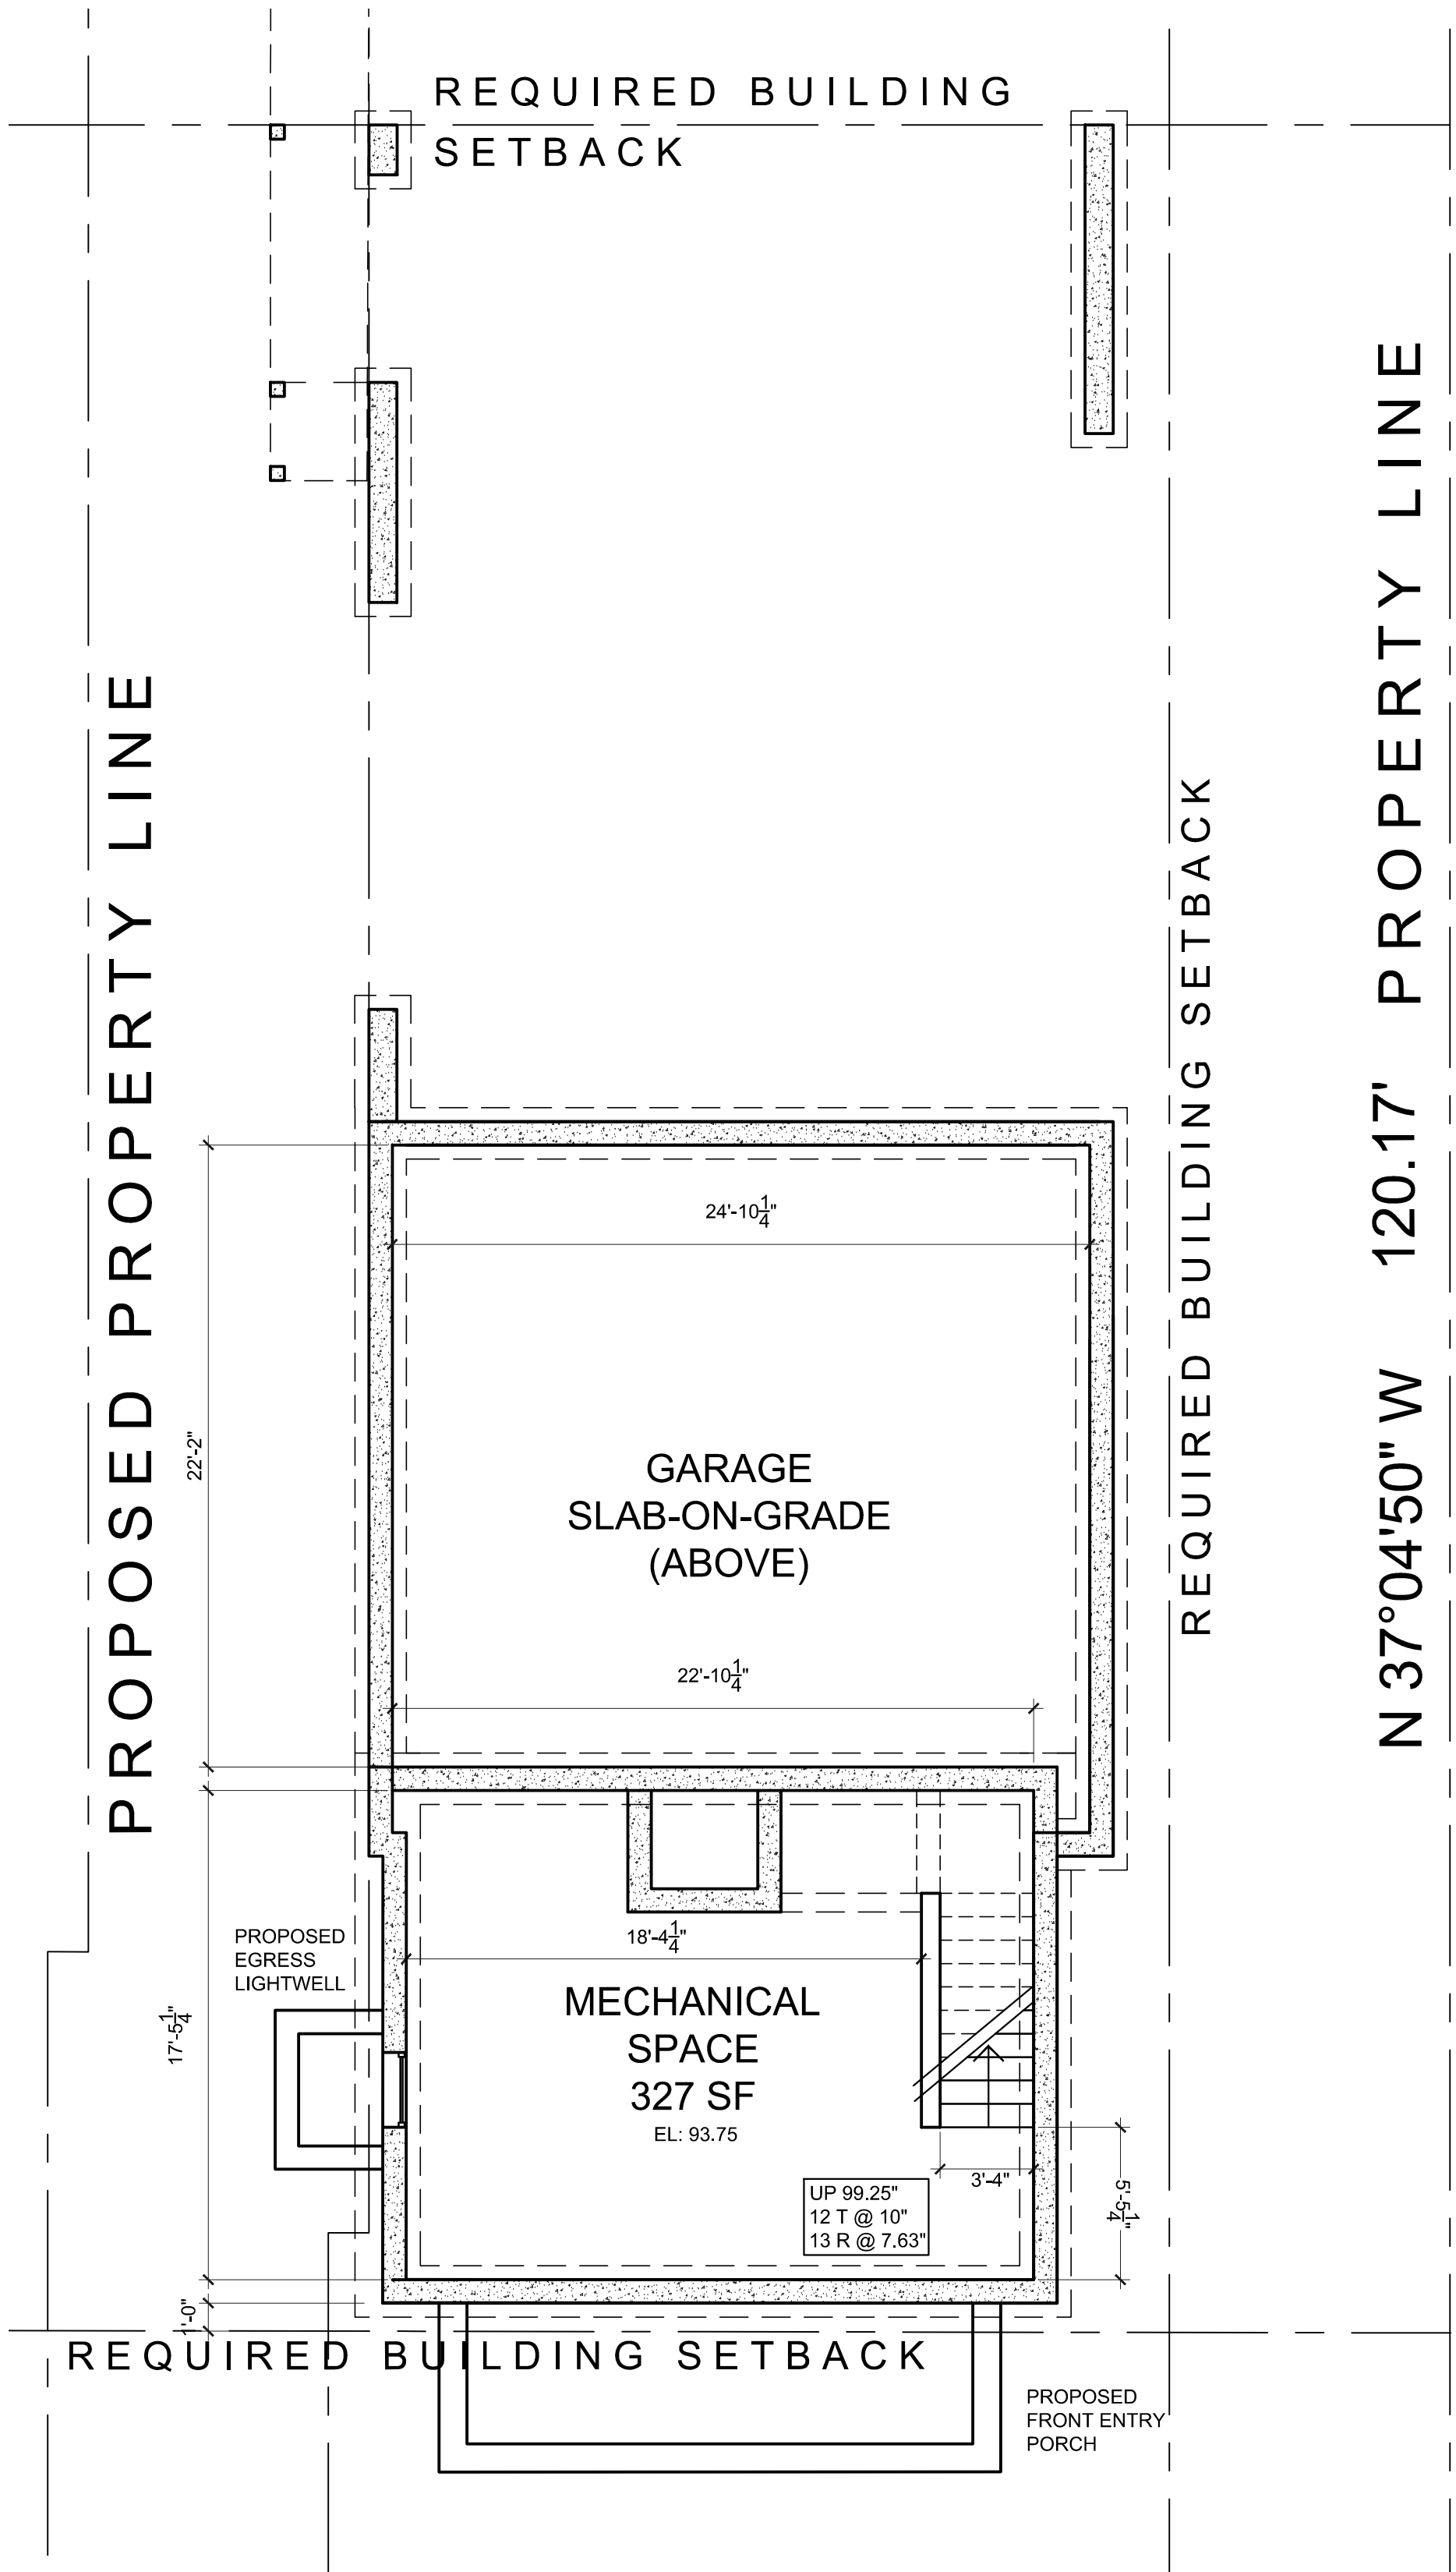 REQUIRED BUILDING
SETBACK
PROPOSED PROPERTY LINE
N 37°04'50" W 120.17' PROPERTY LINE
REQUIRED BUILDING SETBACK
24'-10 1/4"
22'-2"
GARAGE
SLAB-ON-GRADE
(ABOVE)
22'-10 1/4"
PROPOSED
EGRESS
LIGHTWELL
18'-4 1/4"
17'-5 1/4"
MECHANICAL
SPACE
327 SF
EL: 93.75
3'-4"
5'-5 1/4"
UP 99.25"
12 T @ 10"
13 R @ 7.63"
1'-0"
REQUIRED BUILDING SETBACK
PROPOSED
FRONT ENTRY
PORCH